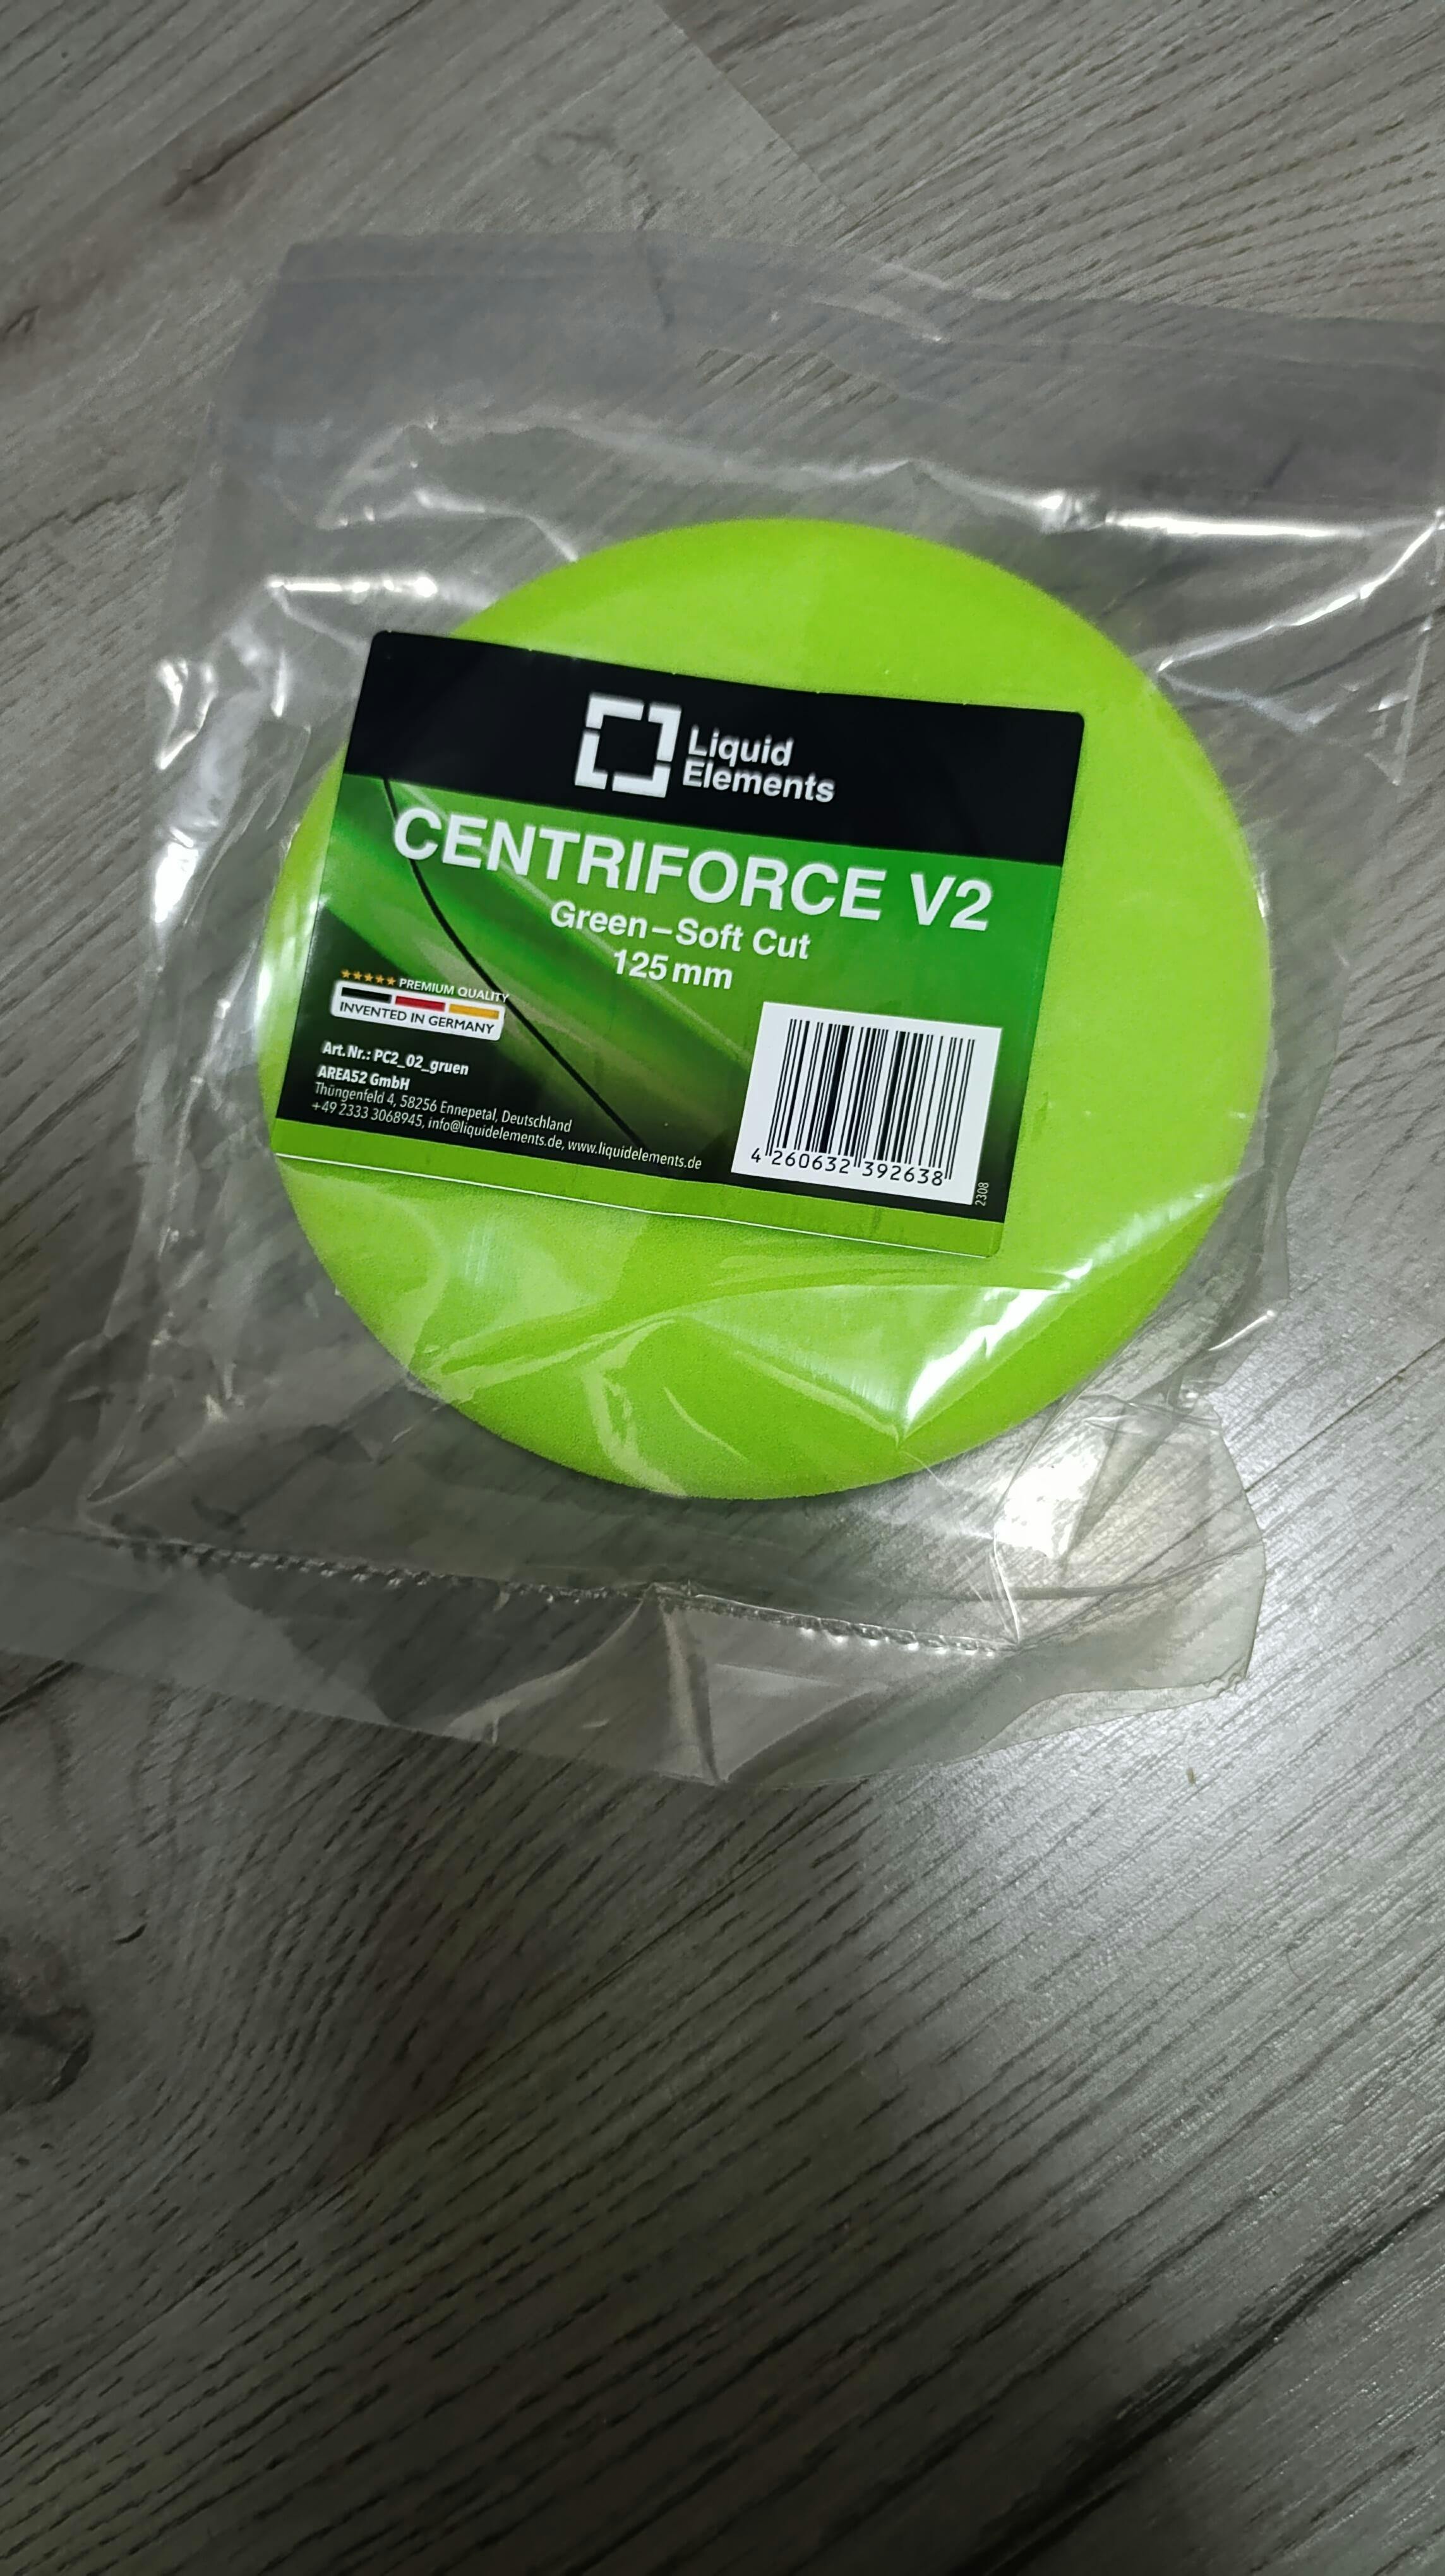 Liquid
Elements
CENTRIFORCE V2
Green–Soft Cut
125 mm
PREMIUM QUALITY
INVENTED IN GERMANY
Art.Nr.: PC2_02_gruen
AREA52 GmbH
Thüngenfeld 4, 58256 Ennepetal, Deutschland
+49 2333 3068945, info@liquidelements.de, www.liquidelements.de
4 260632 392638
2308